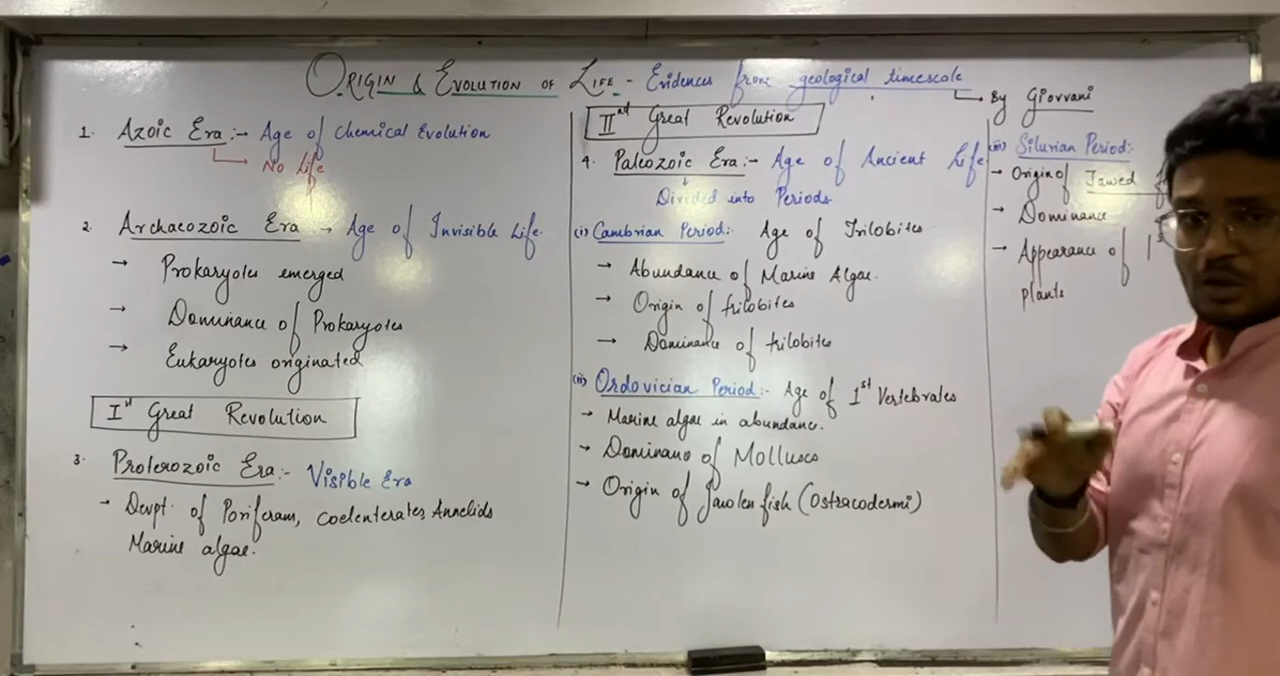 ORIGIN & EVOLUTION OF LIFE - Evidences from geological timescale
By Giovvani
1. Azoic Era :- Age of Chemical Evolution
No Life
2. Archaeozoic Era → Age of Invisible Life.
→ Prokaryotes emerged
→ Dominance of Prokaryotes
→ Eukaryotes originated
Ist Great Revolution
3. Proterozoic Era :- Visible Era
→ Devpt. of Poriferans, coelenterates, Annelids
Marine algae.
IInd Great Revolution
4. Paleozoic Era :- Age of Ancient Life
Divided into Periods
(i) Cambrian Period: Age of Trilobites
→ Abundance of Marine Algae.
→ Origin of trilobites
→ Dominance of trilobites
(ii) Ordovician Period :- Age of 1st Vertebrates
→ Marine algae in abundance.
→ Dominano of Molluscs
→ Origin of Jawless fish (Ostracodermi)
(iii) Silurian Period:-
→ Origin of Jawed
→ Dominance
→ Appearance of 1s
plants